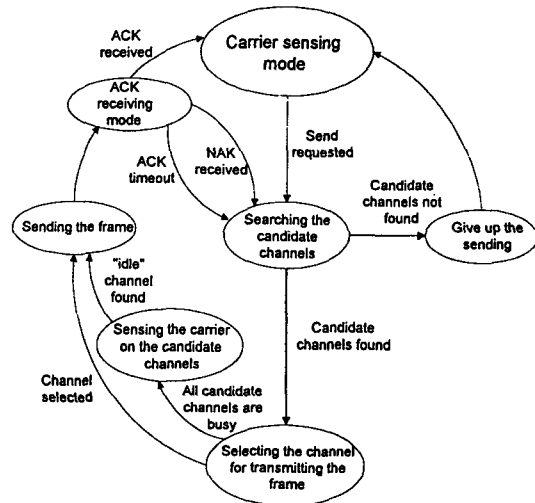 ACK
received
Carrier sensing
mode
ACK
receiving
mode
Send
requested
ACK
timeout
NAK
received
Candidate
channels not
found
Sending the frame
Searching the
candidate
channels
Give up the
sending
"idle"
channel
found
Sensing the carrier
on the candidate
channels
Candidate
channels found
Channel
selected
All candidate
channels are
busy
Selecting the channel
for transmitting the
frame